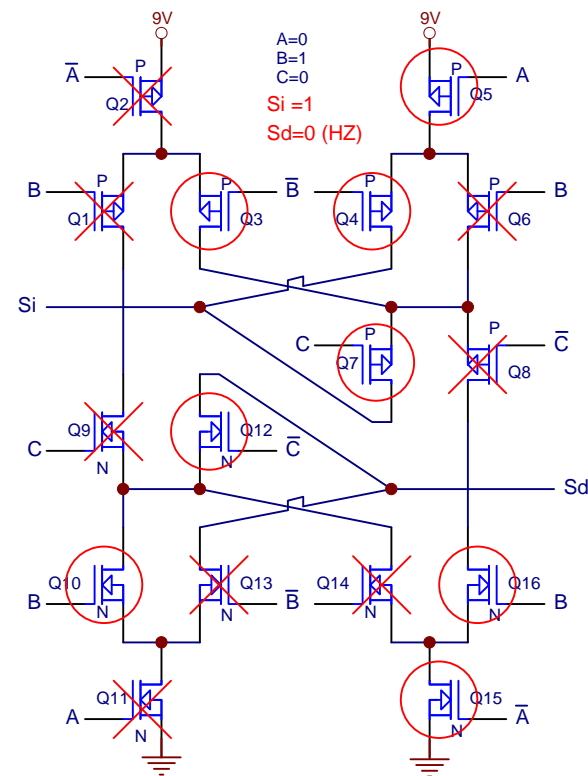 9V
9V
A=0
B=1
C=0
Si =1
Sd=0 (HZ)
A̅
P
Q2
P
A
Q5
B
P
Q1
P
B̅
Q3
P
Q4
P
B
Q6
Si
C
P
Q7
P
C̅
Q8
Q9
C
N
Q12
C̅
N
Sd
Q10
B
N
Q13
B̅
N
Q14
N
Q16
B
N
Q11
A
N
Q15
A̅
N